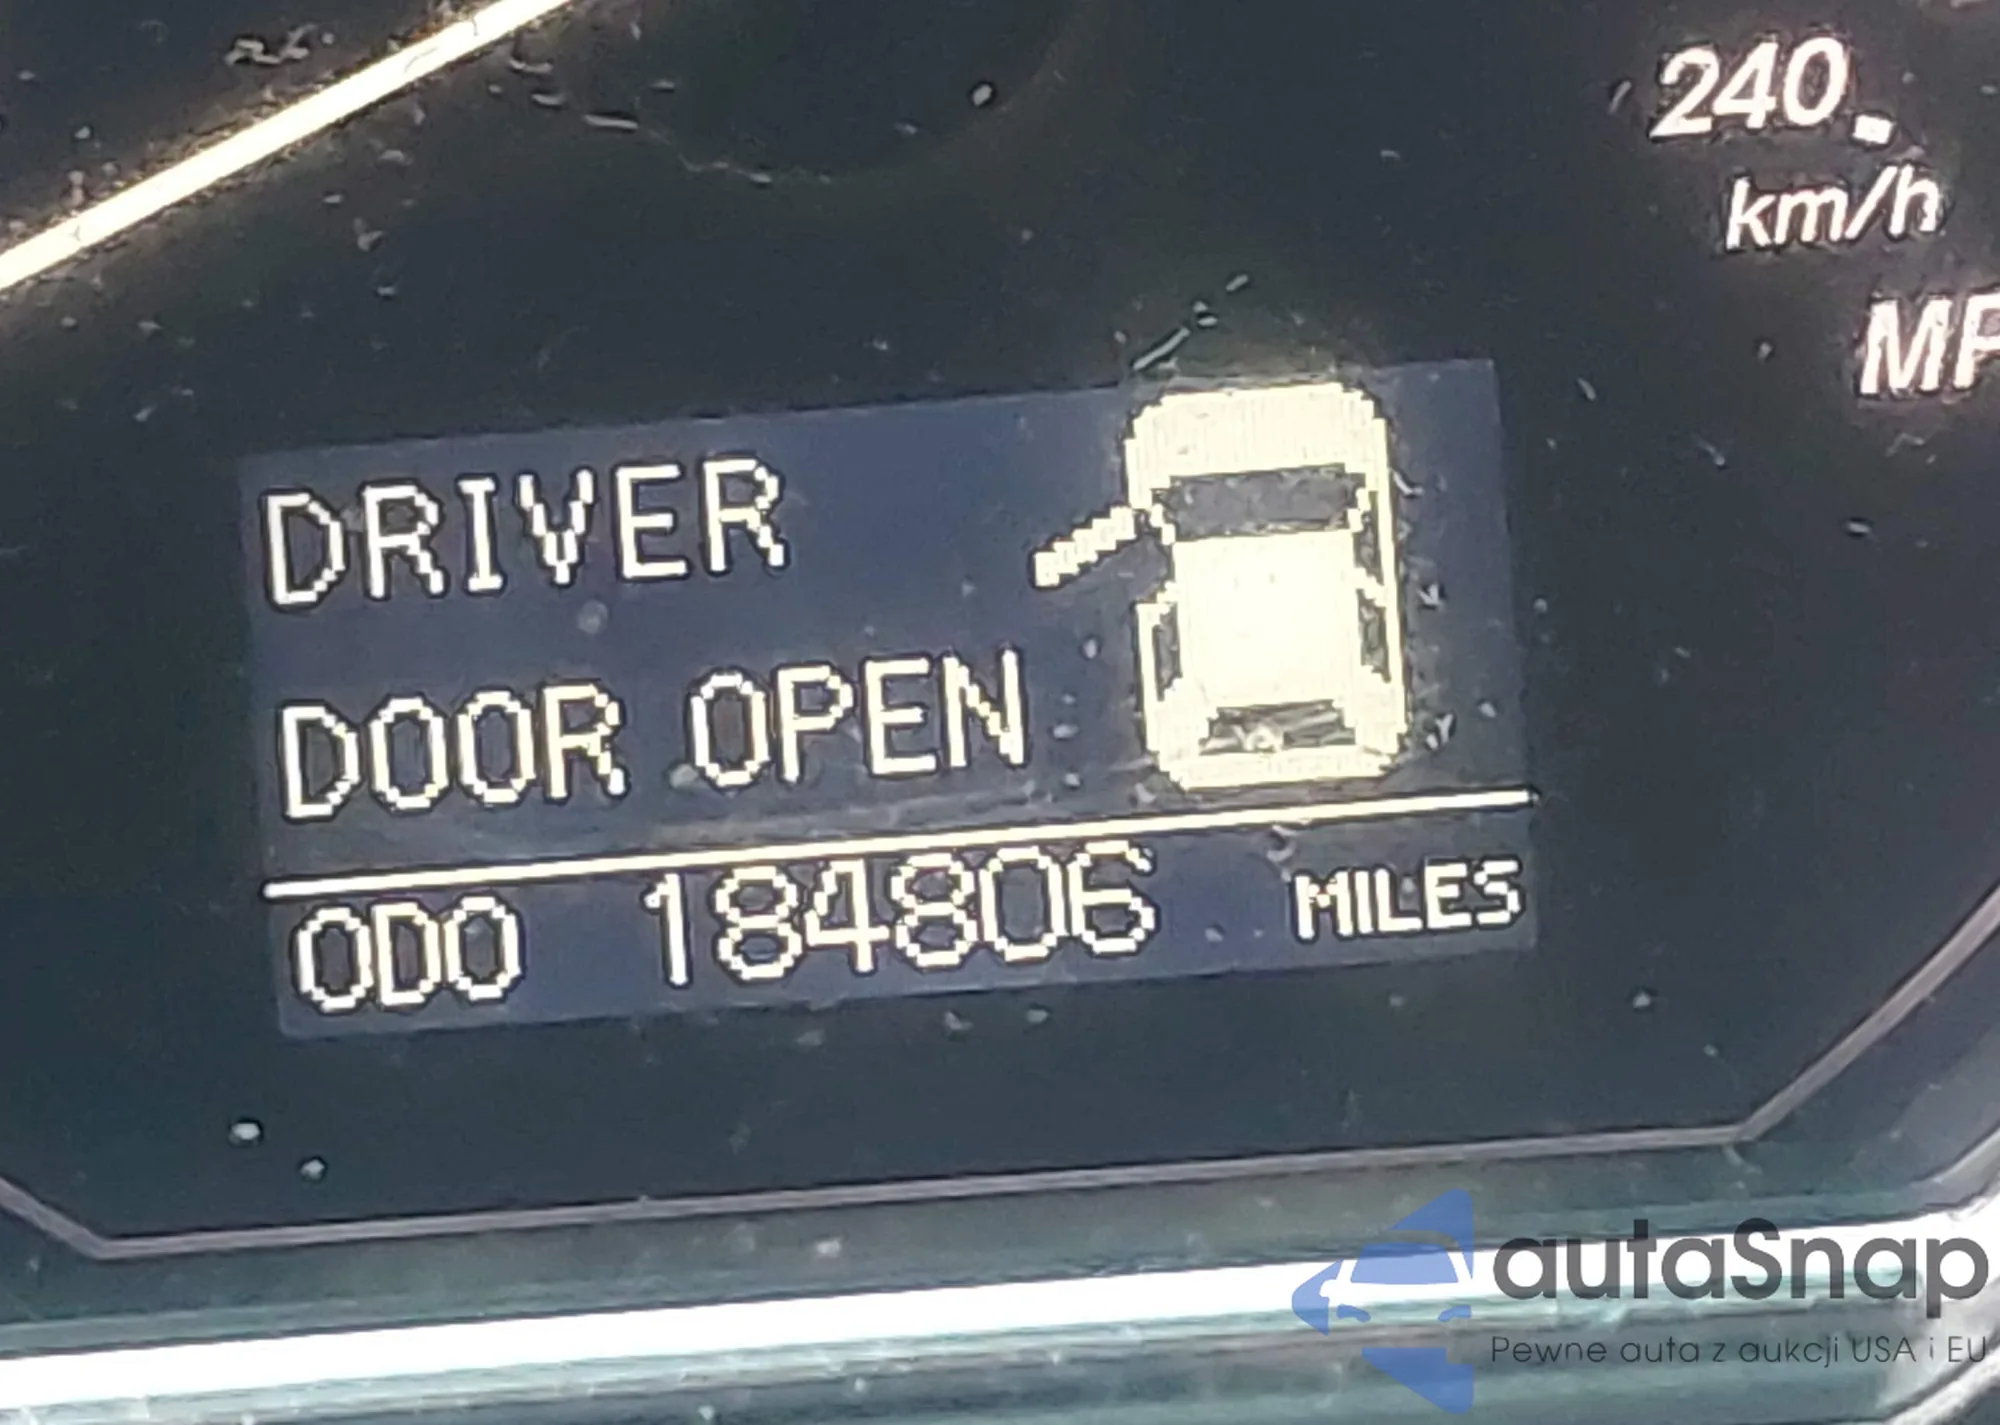 240
km/h
DRIVER
DOOR OPEN
ODO 184806 MILES
autaSnap
Pewne auta z aukcji USA i EU